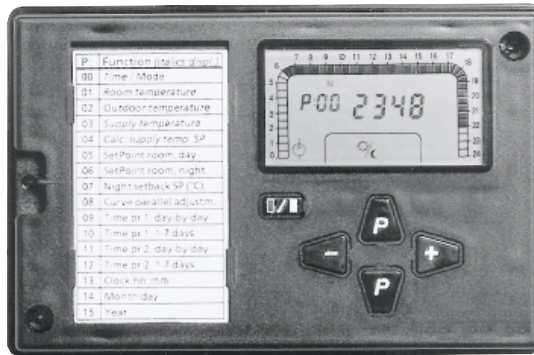 P: Function (italics displ.)
00 Time / Mode
01 Room temperature
02 Outdoor temperature
03 Supply temperature
04 Calc. supply temp. SP
05 SetPoint room, day
06 SetPoint room, night
07 Night setback SP (°C)
08 Curve parallel adjustm.
09 Time pr 1. day-by-day
10 Time pr 1. 1-7 days
11 Time pr 2. day-by-day
12 Time pr 2. 1-7 days
13 Clock hh. mm
14 Month day
15 Year
6 7 8 9 10 11 12 13 14 15 16 17 18
5 19
4 20
3 21
2 22
1 23
0 24
P:00 2348
P
- +
P